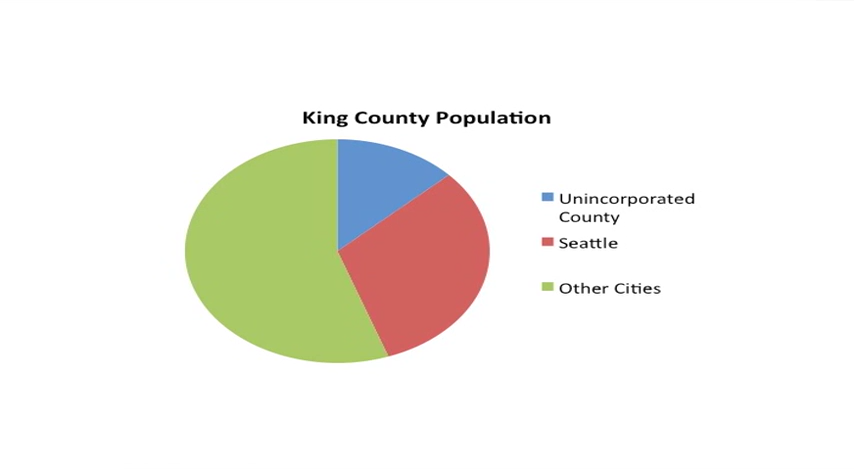 King County Population
Unincorporated
County
Seattle
Other Cities